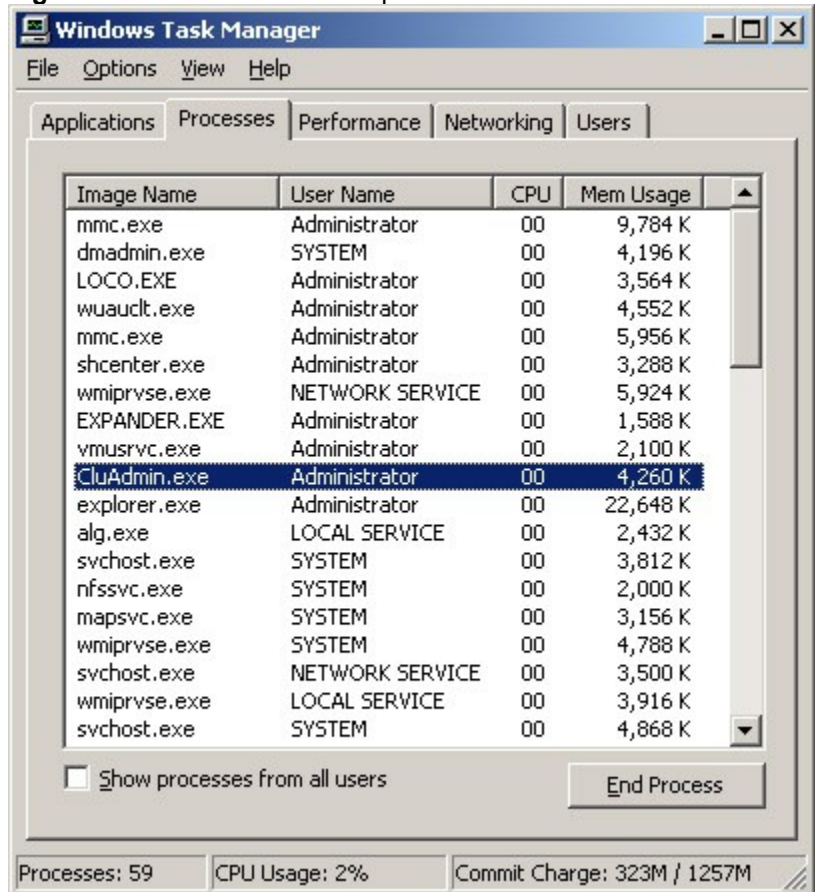 Windows Task Manager
File Options View Help
Applications Processes Performance Networking Users
Image Name User Name CPU Mem Usage
mmc.exe Administrator 00 9,784 K
dmadmin.exe SYSTEM 00 4,196 K
LOCO.EXE Administrator 00 3,564 K
wuauclt.exe Administrator 00 4,552 K
mmc.exe Administrator 00 5,956 K
shcenter.exe Administrator 00 3,288 K
wmiprvse.exe NETWORK SERVICE 00 5,924 K
EXPANDER.EXE Administrator 00 1,588 K
vmusrvc.exe Administrator 00 2,100 K
CluAdmin.exe Administrator 00 4,260 K
explorer.exe Administrator 00 22,648 K
alg.exe LOCAL SERVICE 00 2,432 K
svchost.exe SYSTEM 00 3,812 K
nfssvc.exe SYSTEM 00 2,000 K
mapsvc.exe SYSTEM 00 3,156 K
wmiprvse.exe SYSTEM 00 4,788 K
svchost.exe NETWORK SERVICE 00 3,500 K
wmiprvse.exe LOCAL SERVICE 00 3,916 K
svchost.exe SYSTEM 00 4,868 K
Show processes from all users End Process
Processes: 59 CPU Usage: 2% Commit Charge: 323M / 1257M